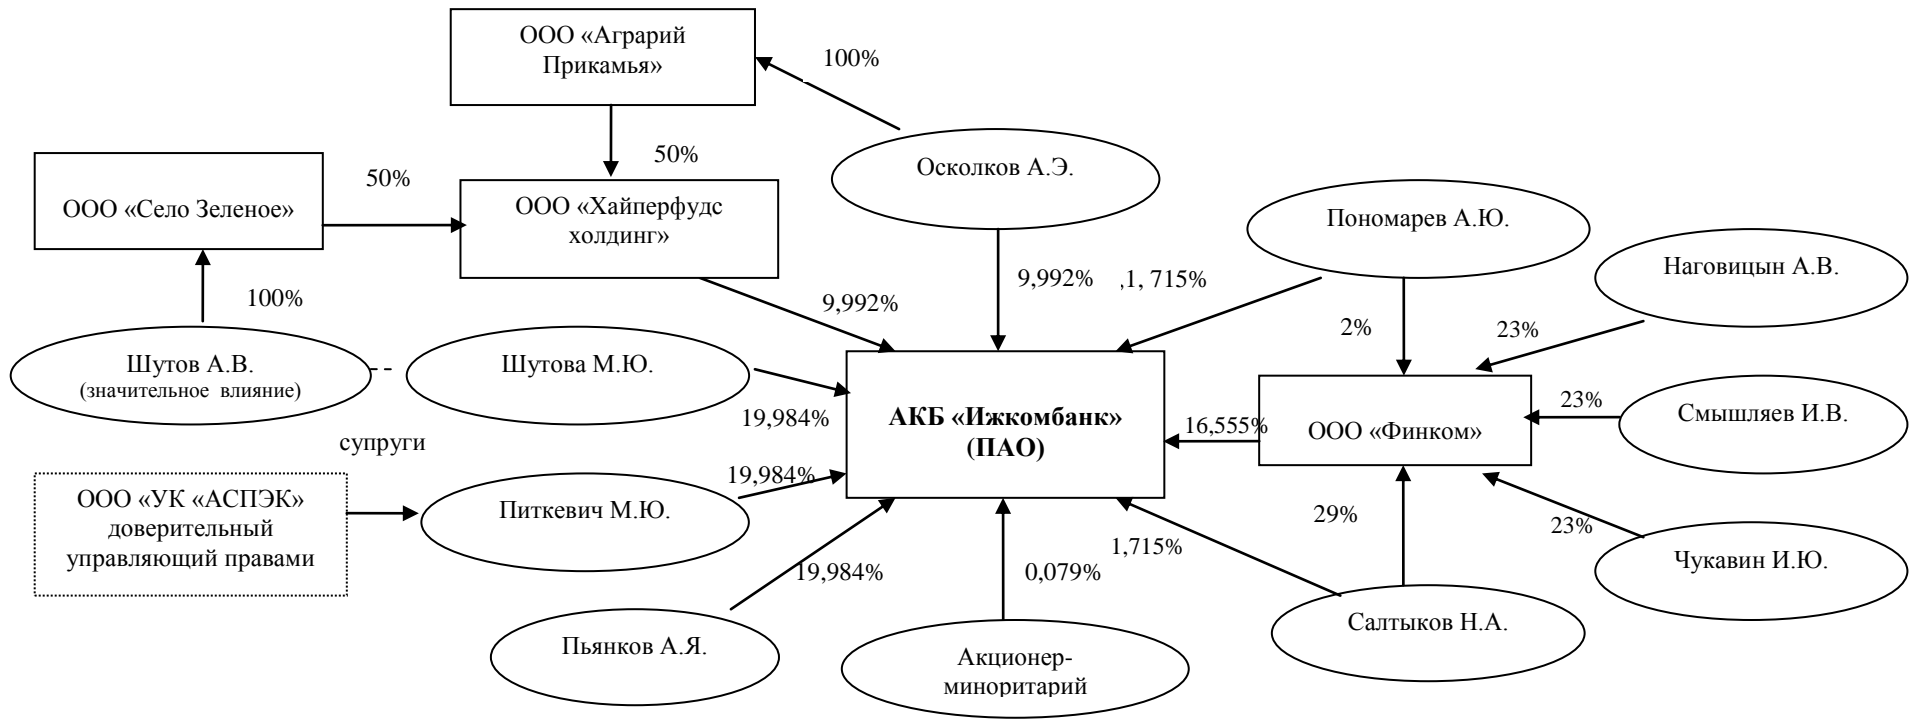 ООО «Аграрий
Прикамья»
100%
50%
Осколков А.Э.
50%
ООО «Село Зеленое»
ООО «Хайперфудс
холдинг»
Пономарев А.Ю.
Наговицын А.В.
100%
9,992%
9,992%
,1, 715%
2%
23%
Шутов А.В.
(значительное влияние)
--
Шутова М.Ю.
19,984%
АКБ «Ижкомбанк»
(ПАО)
16,555%
ООО «Финком»
23%
Смышляев И.В.
супруги
19,984%
ООО «УК «АСПЭК»
доверительный
управляющий правами
Питкевич М.Ю.
29%
23%
Чукавин И.Ю.
1,715%
19,984%
0,079%
Пьянков А.Я.
Акционер-
миноритарий
Салтыков Н.А.